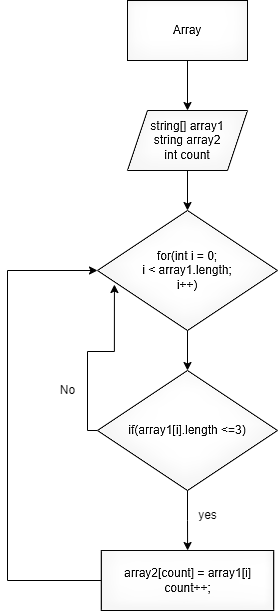 Array
string[] array1
string array2
int count
for(int i = 0;
i < array1.length;
i++)
No
if(array1[i].length <=3)
yes
array2[count] = array1[i]
count++;